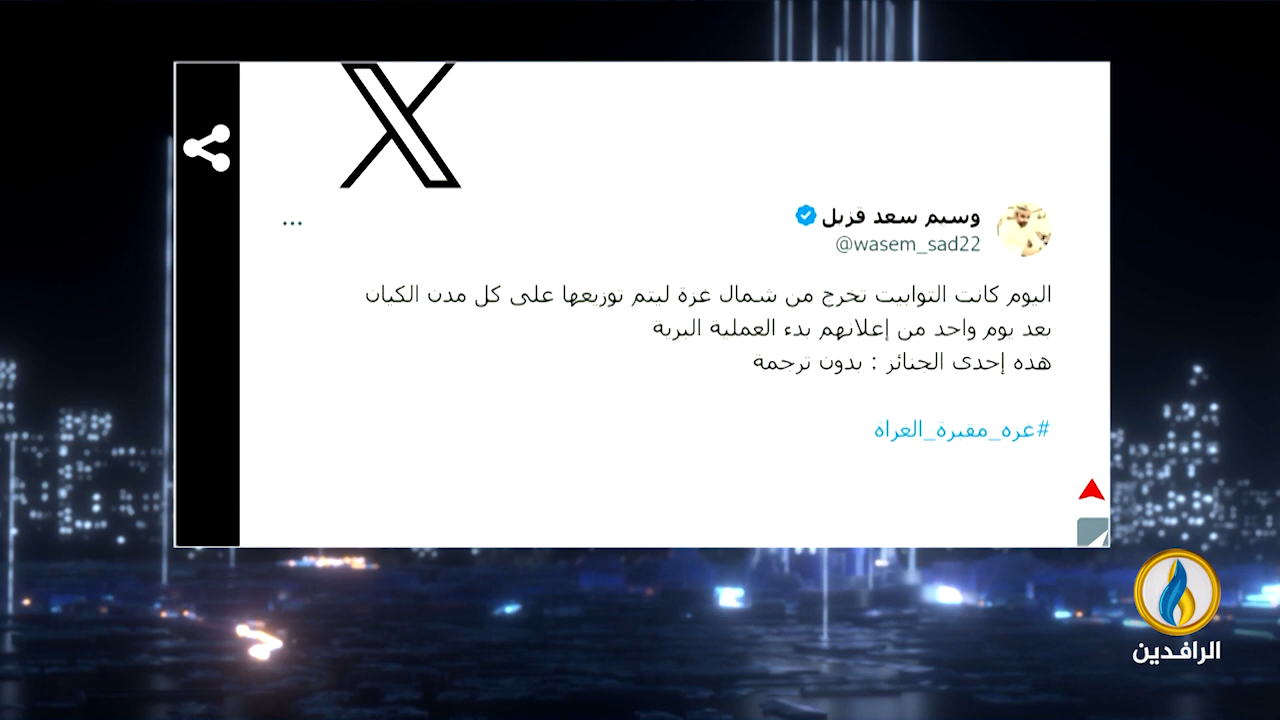 وسيم سعد قزبل
@wasem_sad22
اليوم كانت التوابيت تخرج من شمال غزة ليتم توزيعها على كل مدن الكيان
بعد يوم واحد من إعلانهم بدء العملية البرية
هذه إحدى الجنائز : بدون ترجمة
#غزة_مقبرة_الغزاة
الرافدين